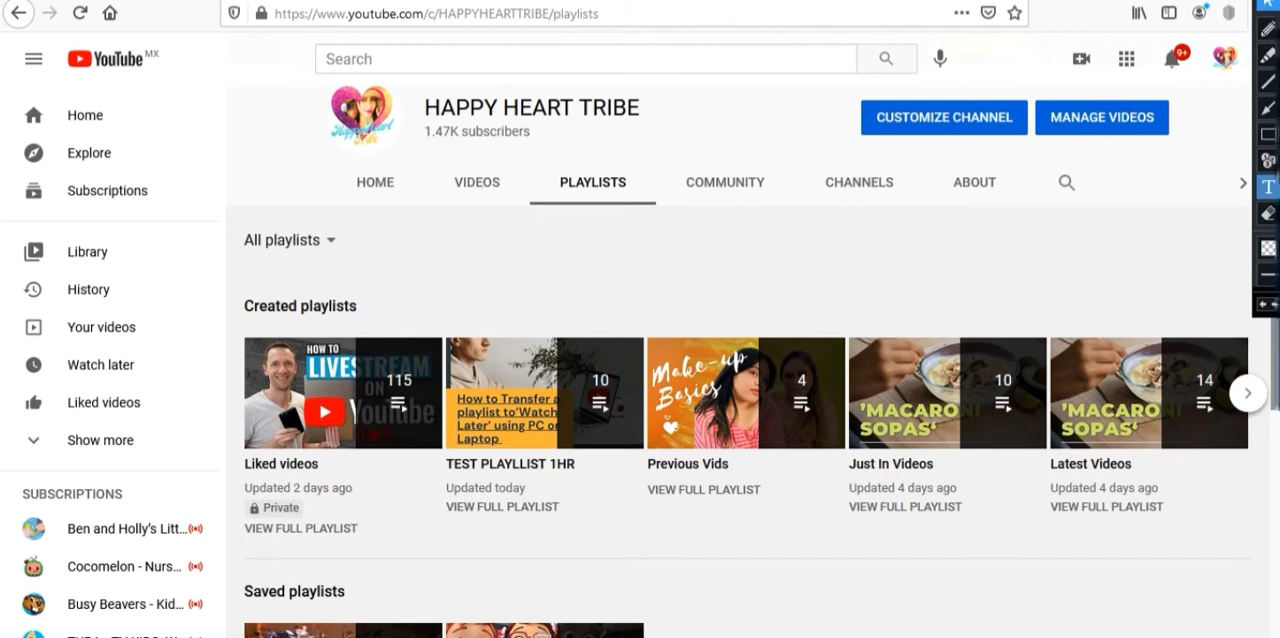 https://www.youtube.com/c/HAPPYHEARTTRIBE/playlists
YouTube MX
Search
9+
Home
Explore
Subscriptions
Library
History
Your videos
Watch later
Liked videos
Show more
SUBSCRIPTIONS
Ben and Holly's Litt...
Cocomelon - Nurs...
Busy Beavers - Kid...
HAPPY HEART TRIBE
1.47K subscribers
CUSTOMIZE CHANNEL
MANAGE VIDEOS
HOME
VIDEOS
PLAYLISTS
COMMUNITY
CHANNELS
ABOUT
All playlists
Created playlists
HOW TO
LIVESTREAM
ON
YouTube
115
Liked videos
Updated 2 days ago
Private
VIEW FULL PLAYLIST
How to Transfer a
playlist to'Watch
Later' using PC or
Laptop
10
TEST PLAYLLIST 1HR
Updated today
VIEW FULL PLAYLIST
Make-up
Basics
4
Previous Vids
VIEW FULL PLAYLIST
'MACARONI
SOPAS'
10
Just In Videos
Updated 4 days ago
VIEW FULL PLAYLIST
'MACARONI
SOPAS'
14
Latest Videos
Updated 4 days ago
VIEW FULL PLAYLIST
Saved playlists